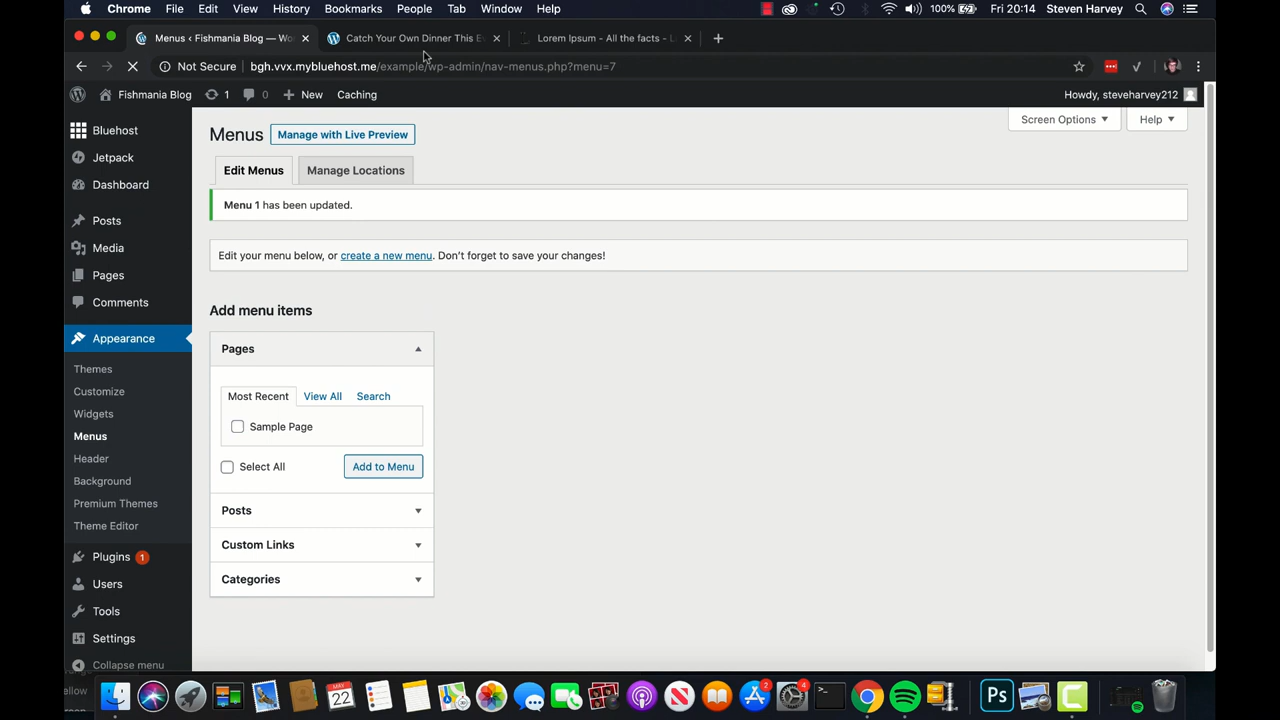 Chrome File Edit View History Bookmarks People Tab Window Help 100% Fri 20:14 Steven Harvey
Menus ‹ Fishmania Blog — Wo Catch Your Own Dinner This E Lorem Ipsum - All the facts - L
Not Secure bgh.vvx.mybluehost.me/example/wp-admin/nav-menus.php?menu=7
Fishmania Blog 1 0 New Caching Howdy, steveharvey212
Screen Options Help
Menus Manage with Live Preview
Edit Menus Manage Locations
Menu 1 has been updated.
Edit your menu below, or create a new menu. Don’t forget to save your changes!
Bluehost
Jetpack
Dashboard
Posts
Media
Pages
Comments
Appearance
Themes
Customize
Widgets
Menus
Header
Background
Premium Themes
Theme Editor
Plugins 1
Users
Tools
Settings
Collapse menu
Add menu items
Pages
Most Recent View All Search
Sample Page
Select All Add to Menu
Posts
Custom Links
Categories
MAY
22
2
4
Ps